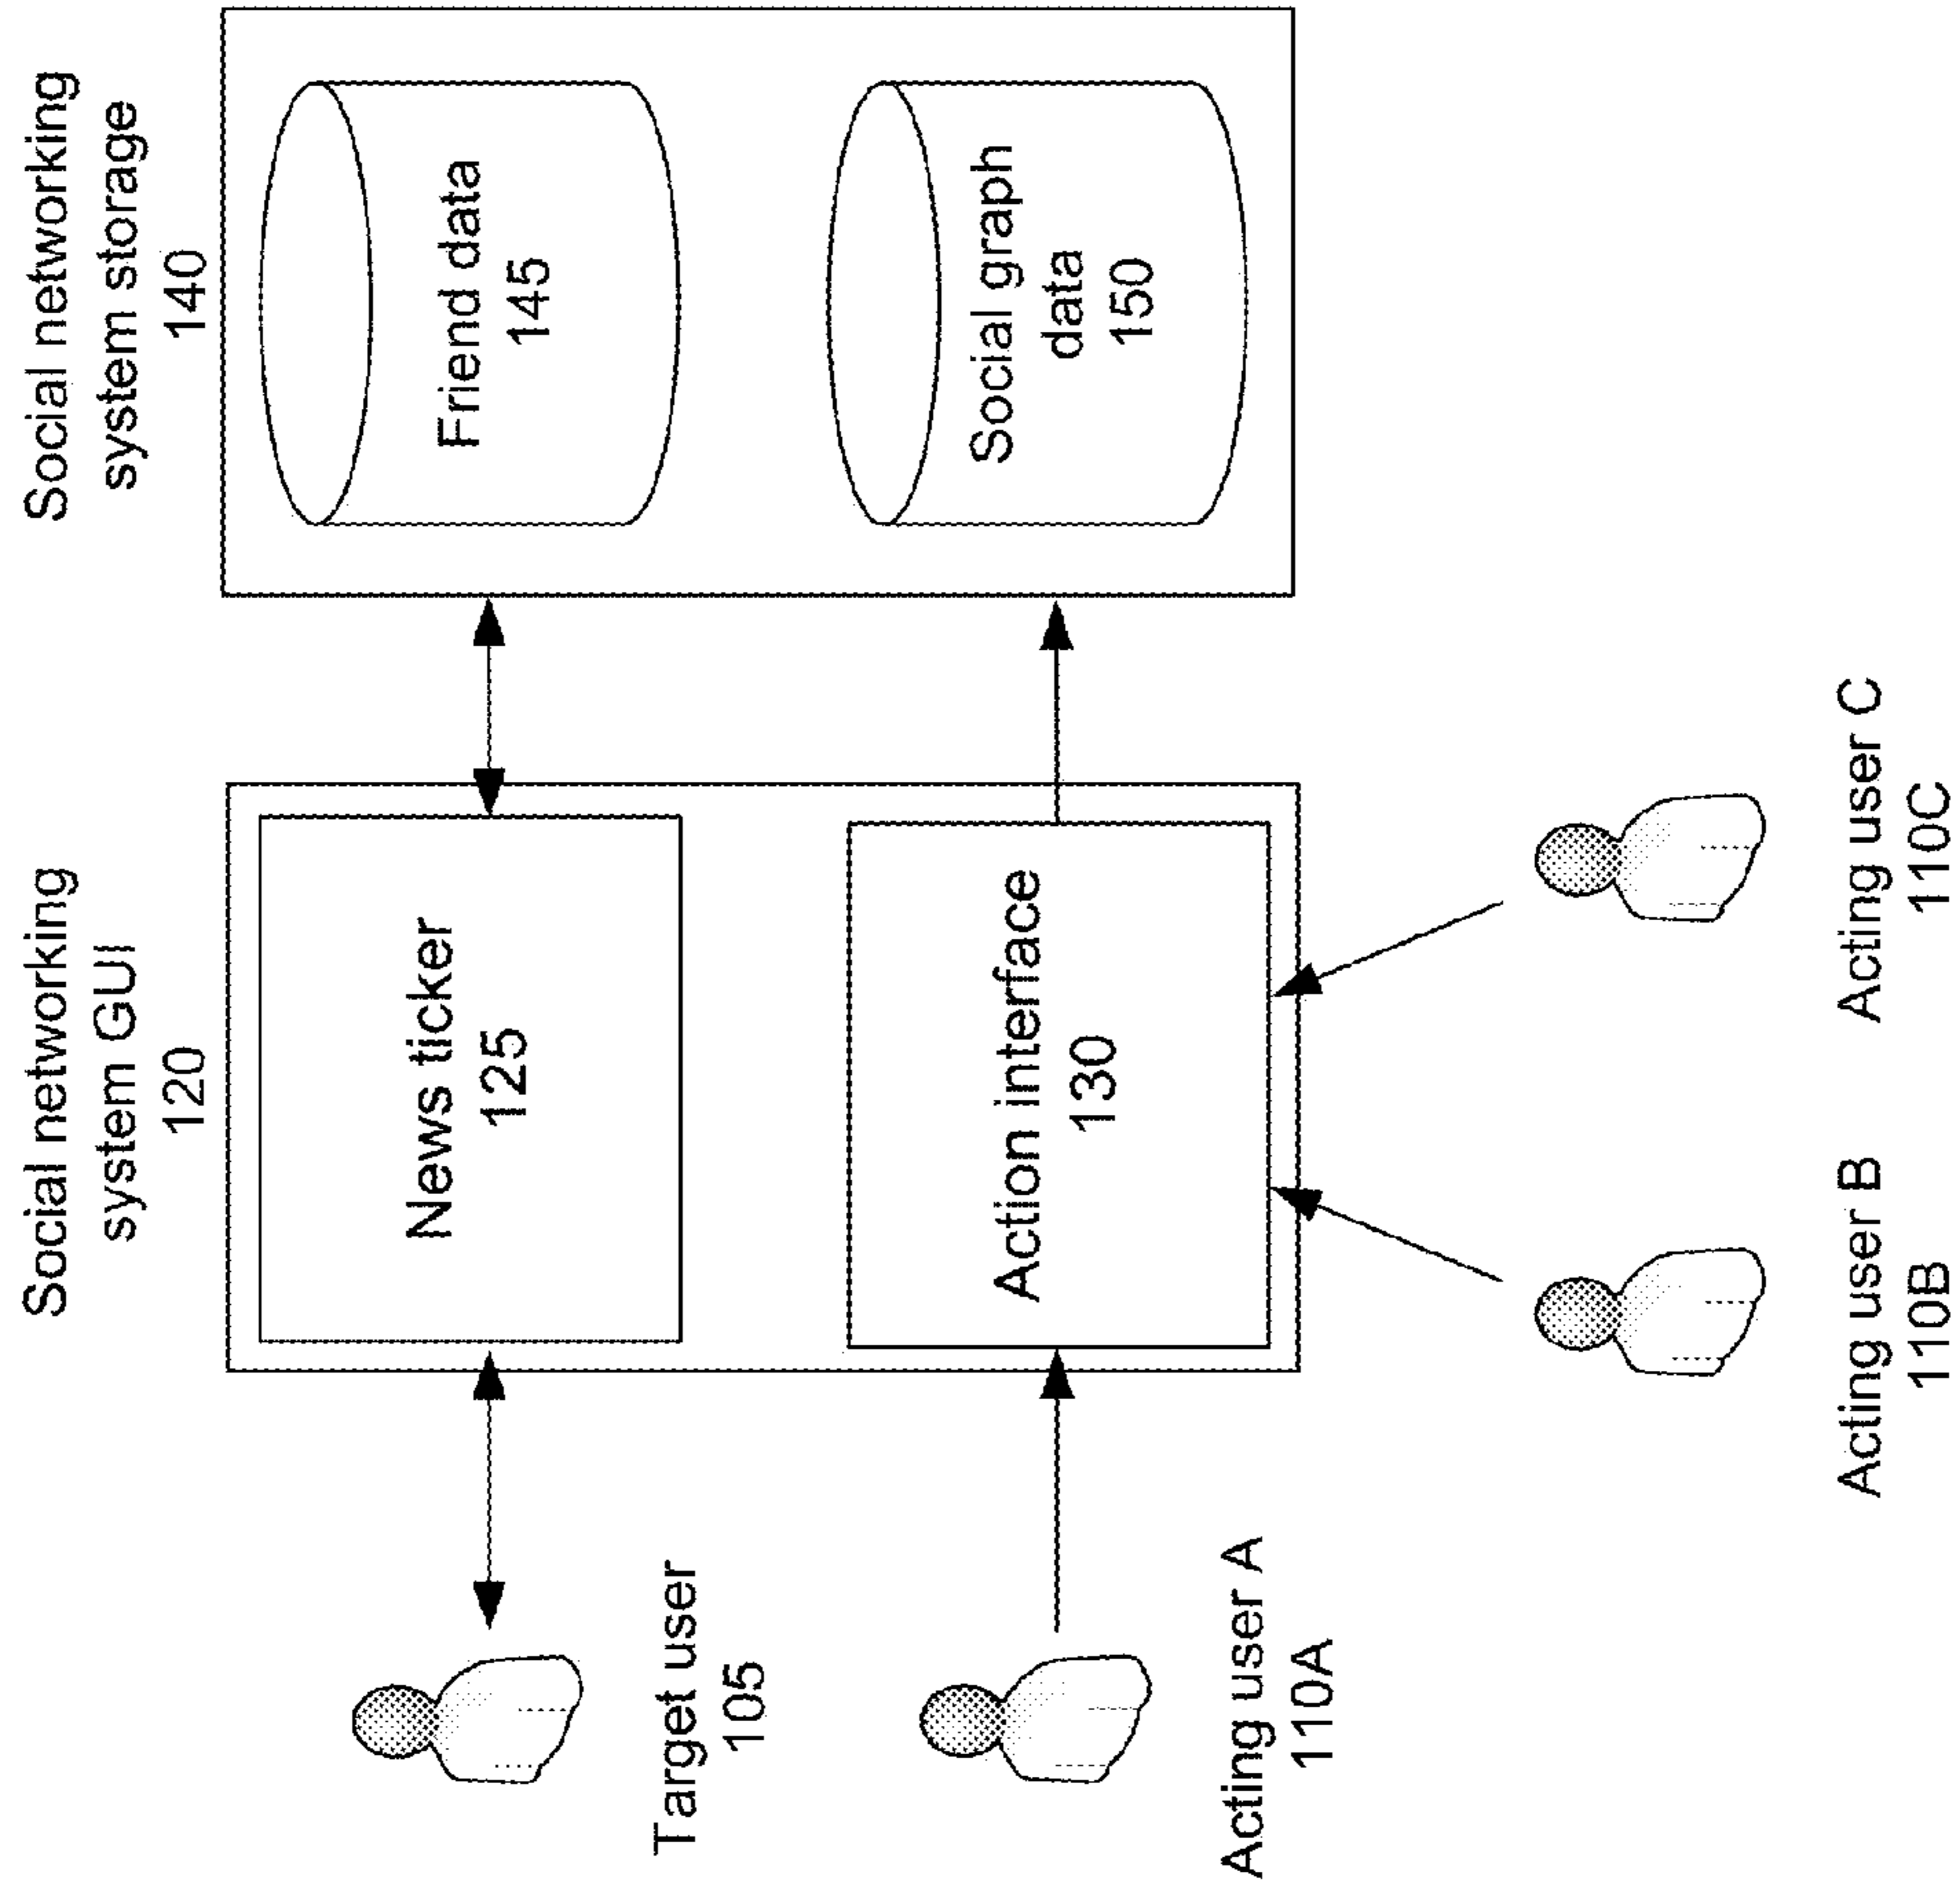 Social networking
system GUI
120
Social networking
system storage
140
News ticker
125
Friend data
145
Target user
105
Action interface
130
Social graph
data
150
Acting user A
110A
Acting user B
110B
Acting user C
110C